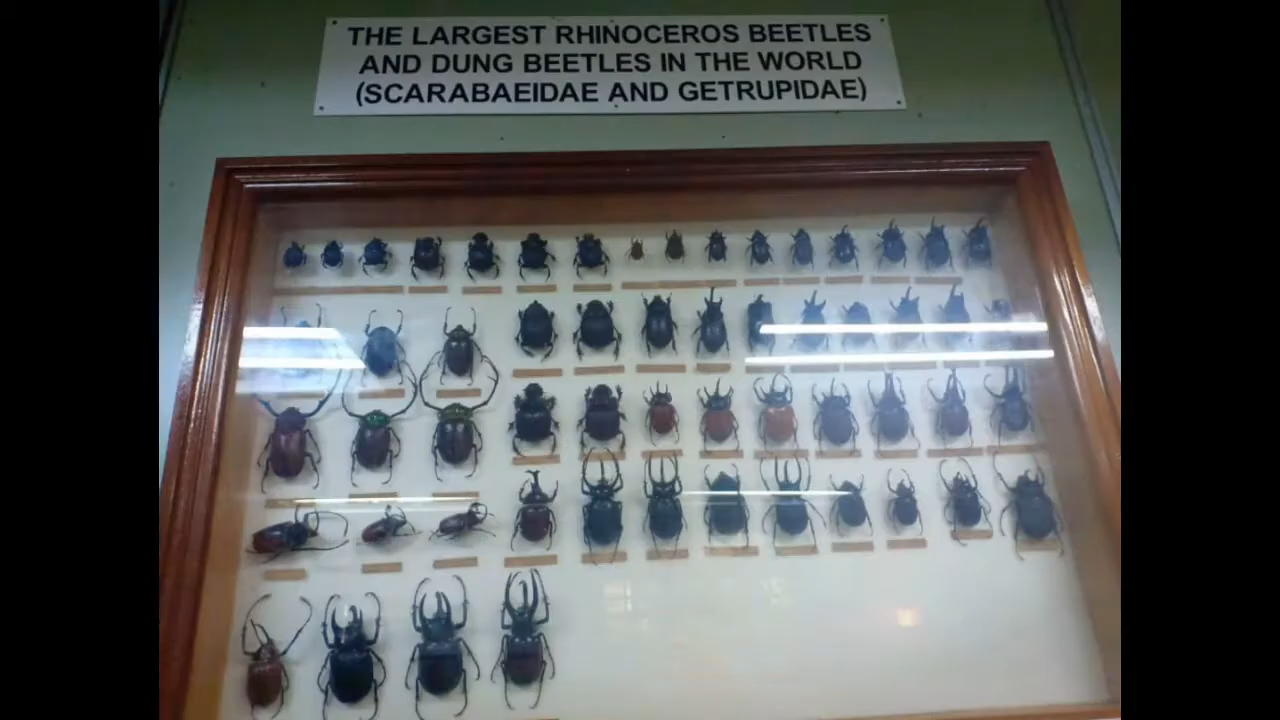 THE LARGEST RHINOCEROS BEETLES
AND DUNG BEETLES IN THE WORLD
(SCARABAEIDAE AND GETRUPIDAE)